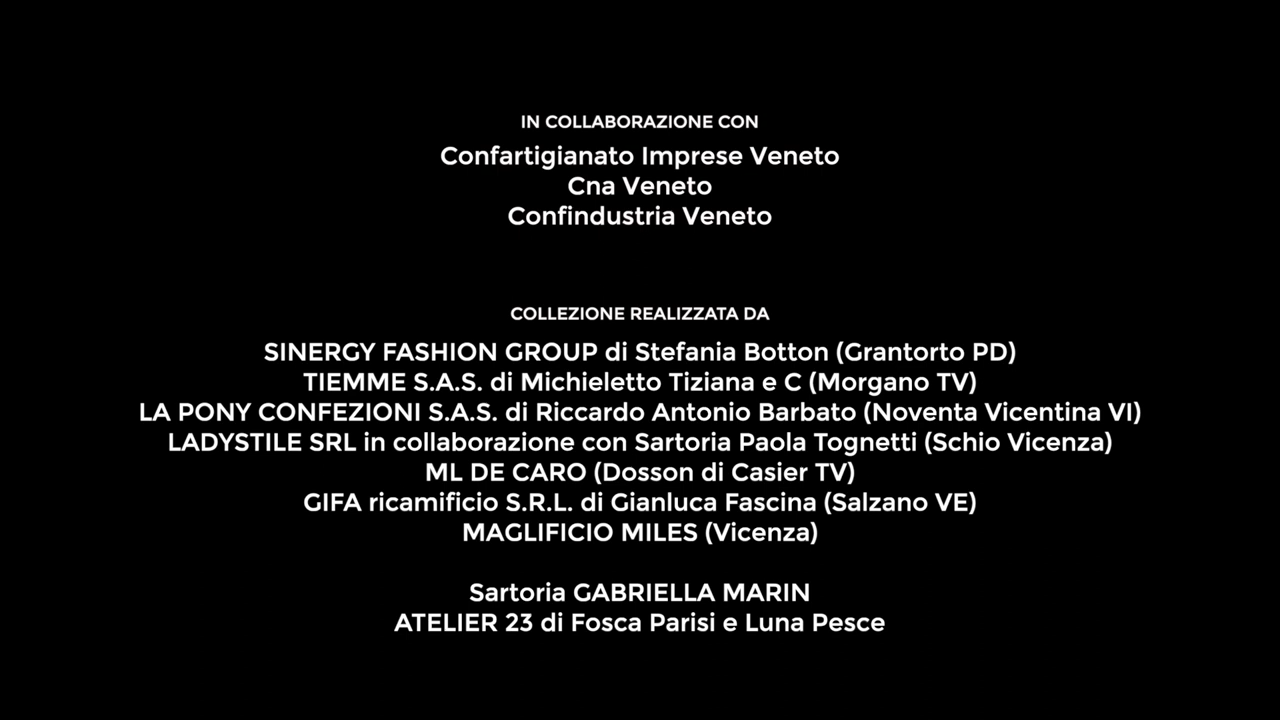 IN COLLABORAZIONE CON
Confartigianato Imprese Veneto
Cna Veneto
Confindustria Veneto
COLLEZIONE REALIZZATA DA
SINERGY FASHION GROUP di Stefania Botton (Grantorto PD)
TIEMME S.A.S. di Michieletto Tiziana e C (Morgano TV)
LA PONY CONFEZIONI S.A.S. di Riccardo Antonio Barbato (Noventa Vicentina VI)
LADYSTILE SRL in collaborazione con Sartoria Paola Tognetti (Schio Vicenza)
ML DE CARO (Dosson di Casier TV)
GIFA ricamificio S.R.L. di Gianluca Fascina (Salzano VE)
MAGLIFICIO MILES (Vicenza)
Sartoria GABRIELLA MARIN
ATELIER 23 di Fosca Parisi e Luna Pesce